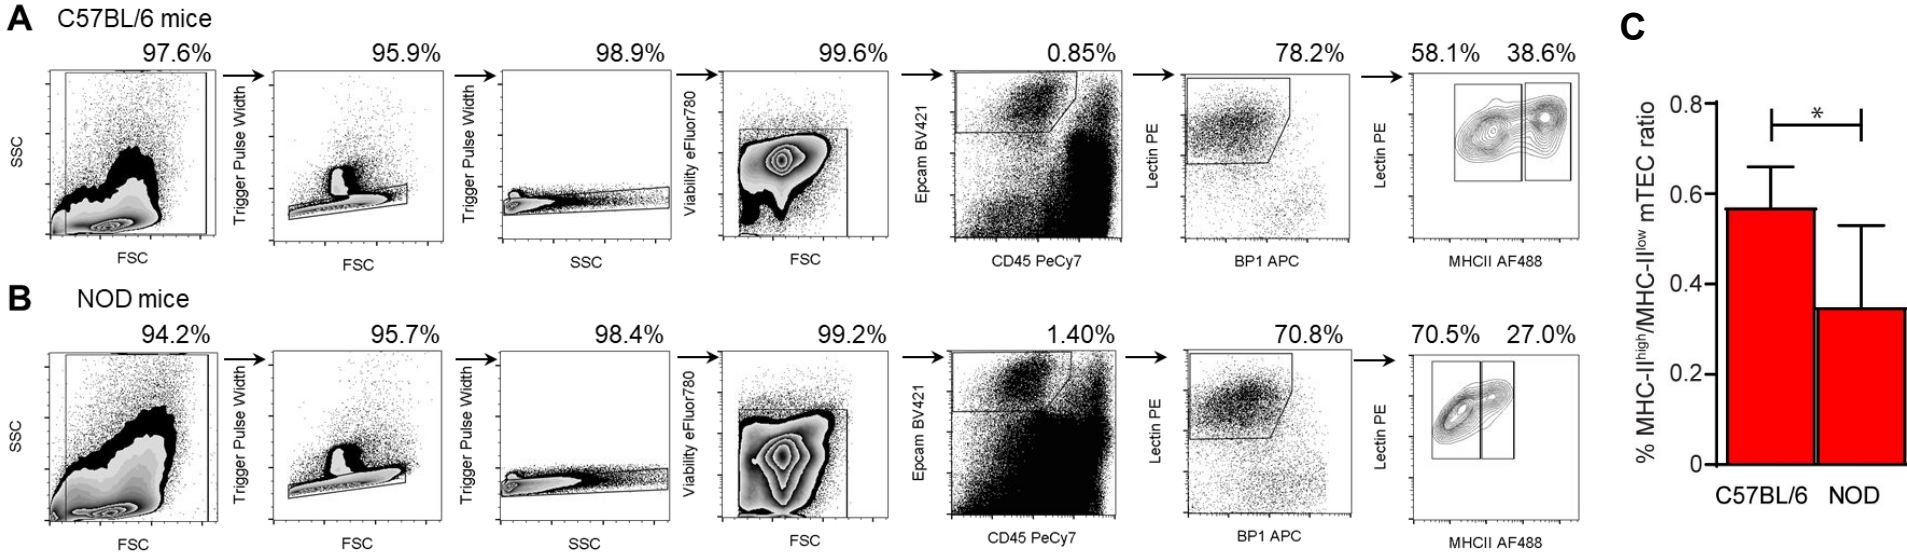 A
C57BL/6 mice
97.6%
95.9%
98.9%
99.6%
0.85%
78.2%
58.1% 38.6%
SSC
FSC
Trigger Pulse Width
FSC
Trigger Pulse Width
SSC
Viability eFluor780
FSC
Epcam BV421
CD45 PeCy7
Lectin PE
BP1 APC
Lectin PE
MHCII AF488
B
NOD mice
94.2%
95.7%
98.4%
99.2%
1.40%
70.8%
70.5% 27.0%
SSC
FSC
Trigger Pulse Width
FSC
Trigger Pulse Width
SSC
Viability eFluor780
FSC
Epcam BV421
CD45 PeCy7
Lectin PE
BP1 APC
Lectin PE
MHCII AF488
C
% MHC-IIhigh/MHC-IIlow mTEC ratio
0.8
0.6
0.4
0.2
0
*
C57BL/6 NOD